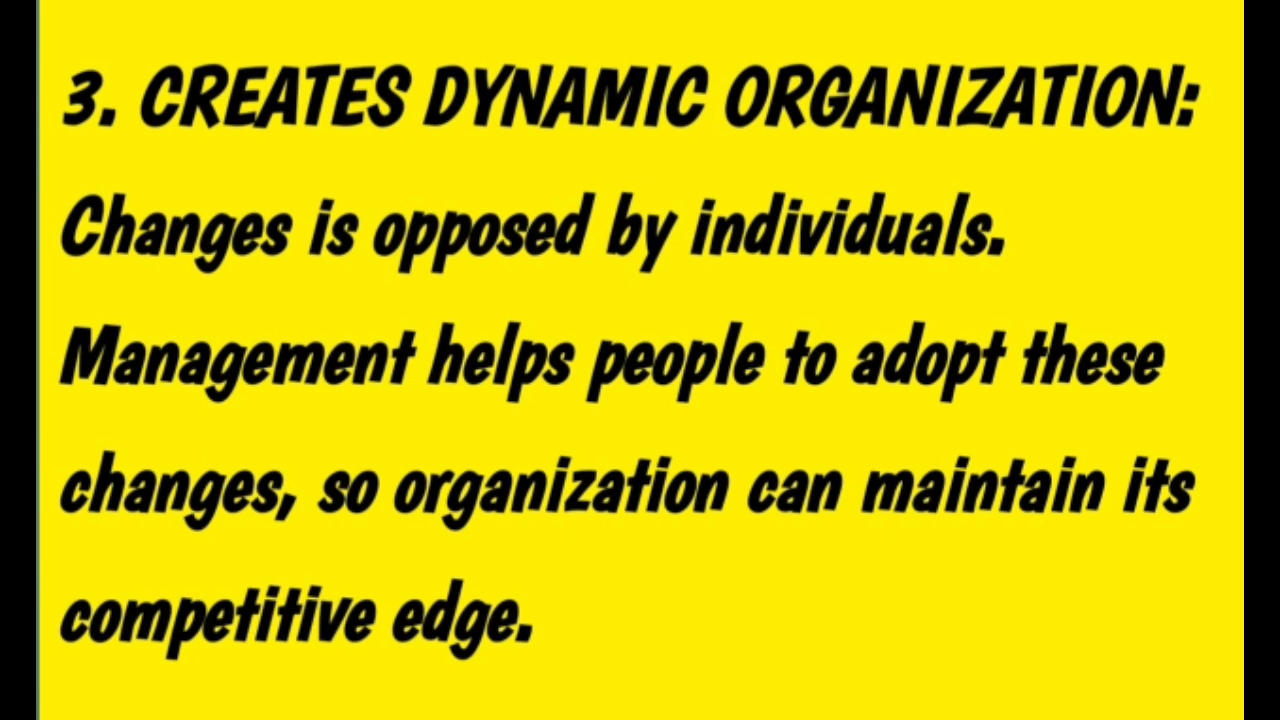 3. CREATES DYNAMIC ORGANIZATION:
Changes is opposed by individuals.
Management helps people to adopt these
changes, so organization can maintain its
competitive edge.